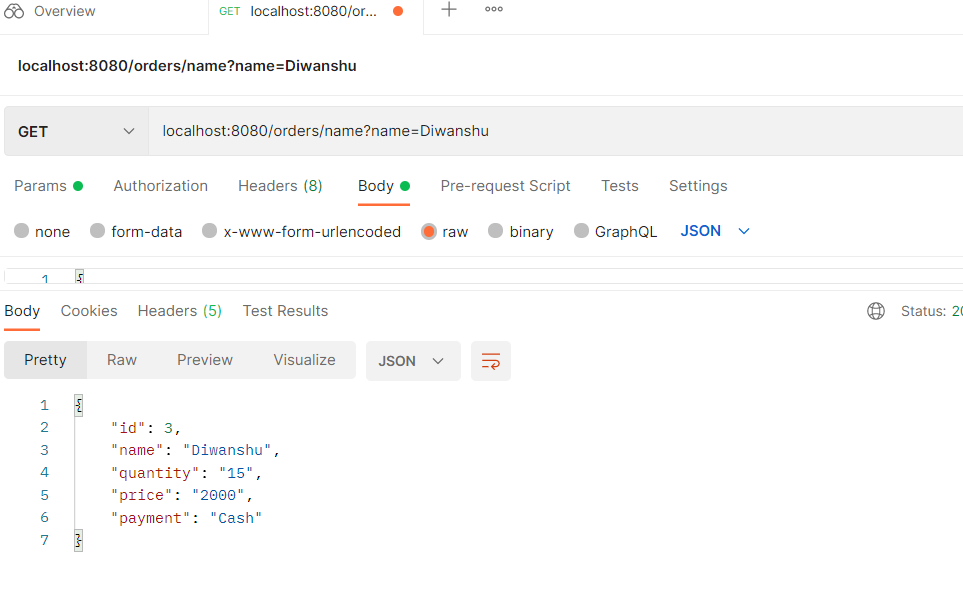 Overview GET localhost:8080/or...
localhost:8080/orders/name?name=Diwanshu
GET localhost:8080/orders/name?name=Diwanshu
Params Authorization Headers (8) Body Pre-request Script Tests Settings
none form-data x-www-form-urlencoded raw binary GraphQL JSON
1 {
Body Cookies Headers (5) Test Results Status: 20
Pretty Raw Preview Visualize JSON
1 {
2 "id": 3,
3 "name": "Diwanshu",
4 "quantity": "15",
5 "price": "2000",
6 "payment": "Cash"
7 }